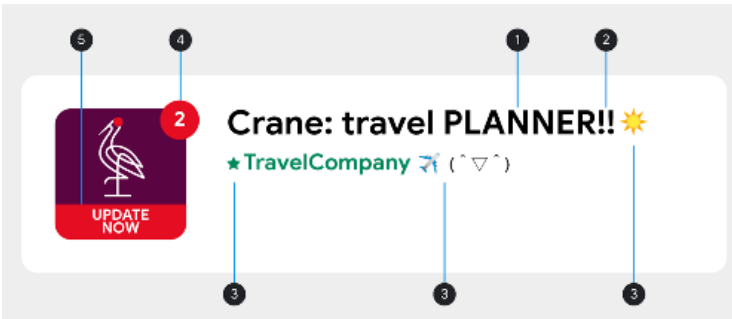 5 4 1 2
2
Crane: travel PLANNER!!☀️
★TravelCompany ✈️ (ˆ▽ˆ)
UPDATE
NOW
3 3 3